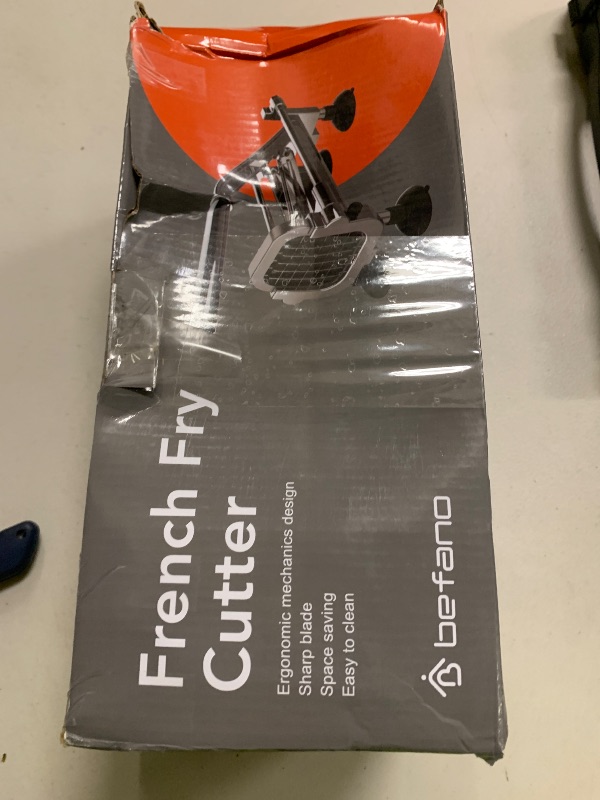 French Fry
Cutter
Ergonomic mechanics design
Sharp blade
Space saving
Easy to clean
befano